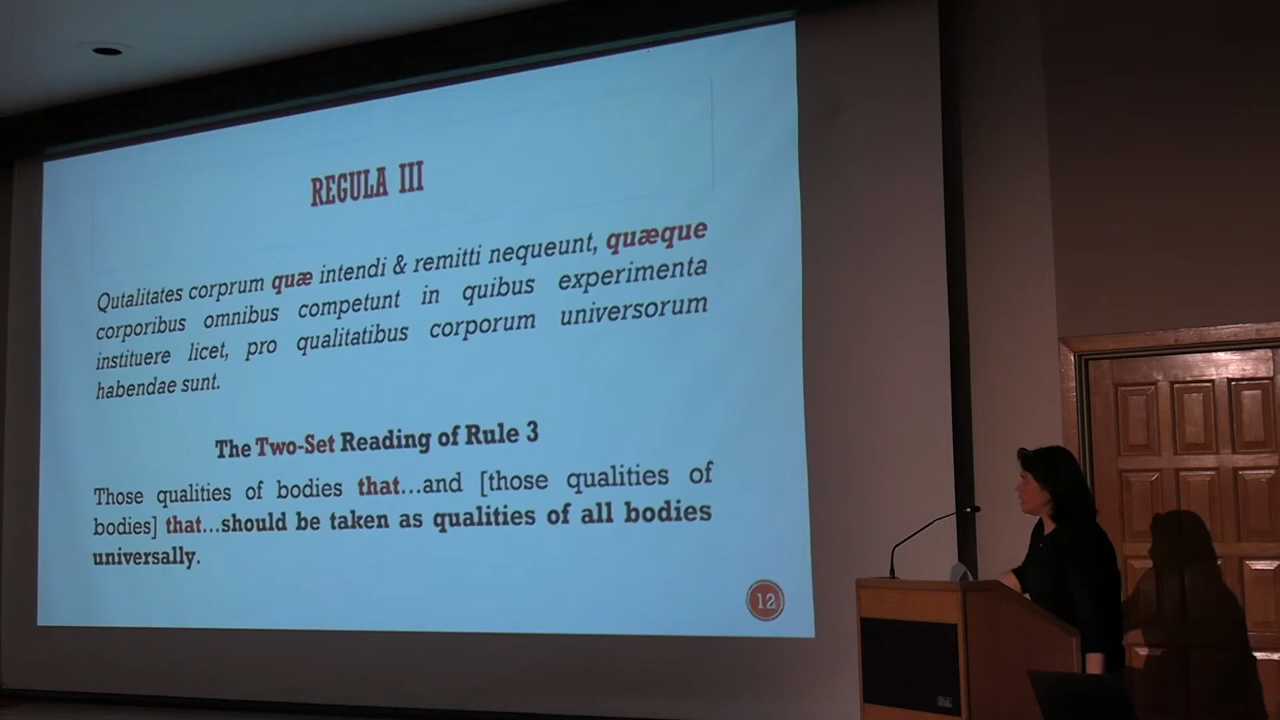 REGULA III
Qutalitates corprum quæ intendi & remitti nequeunt, quæque
corporibus omnibus competunt in quibus experimenta
instituere licet, pro qualitatibus corporum universorum
habendae sunt.
The Two-Set Reading of Rule 3
Those qualities of bodies that...and [those qualities of
bodies] that...should be taken as qualities of all bodies
universally.
12